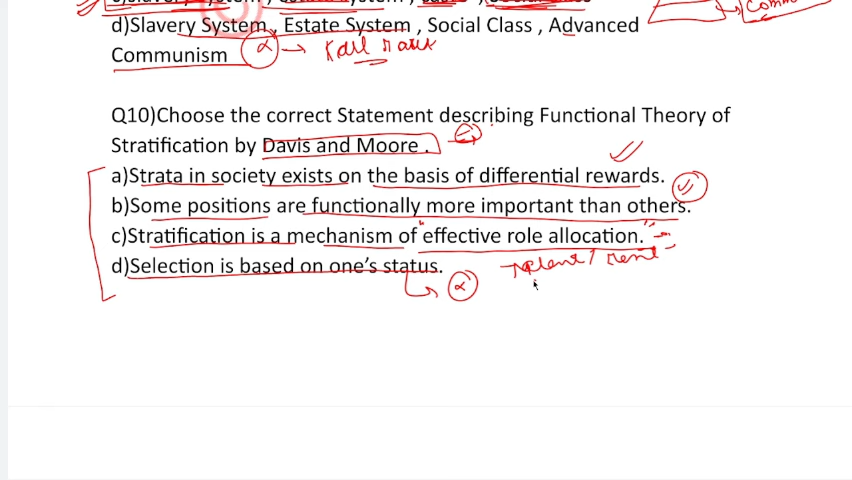 d)Slavery System , Estate System , Social Class , Advanced
Communism
Karl Marx
Q10)Choose the correct Statement describing Functional Theory of
Stratification by Davis and Moore .
a)Strata in society exists on the basis of differential rewards.
b)Some positions are functionally more important than others.
c)Stratification is a mechanism of effective role allocation.
d)Selection is based on one's status.
Talent / merit